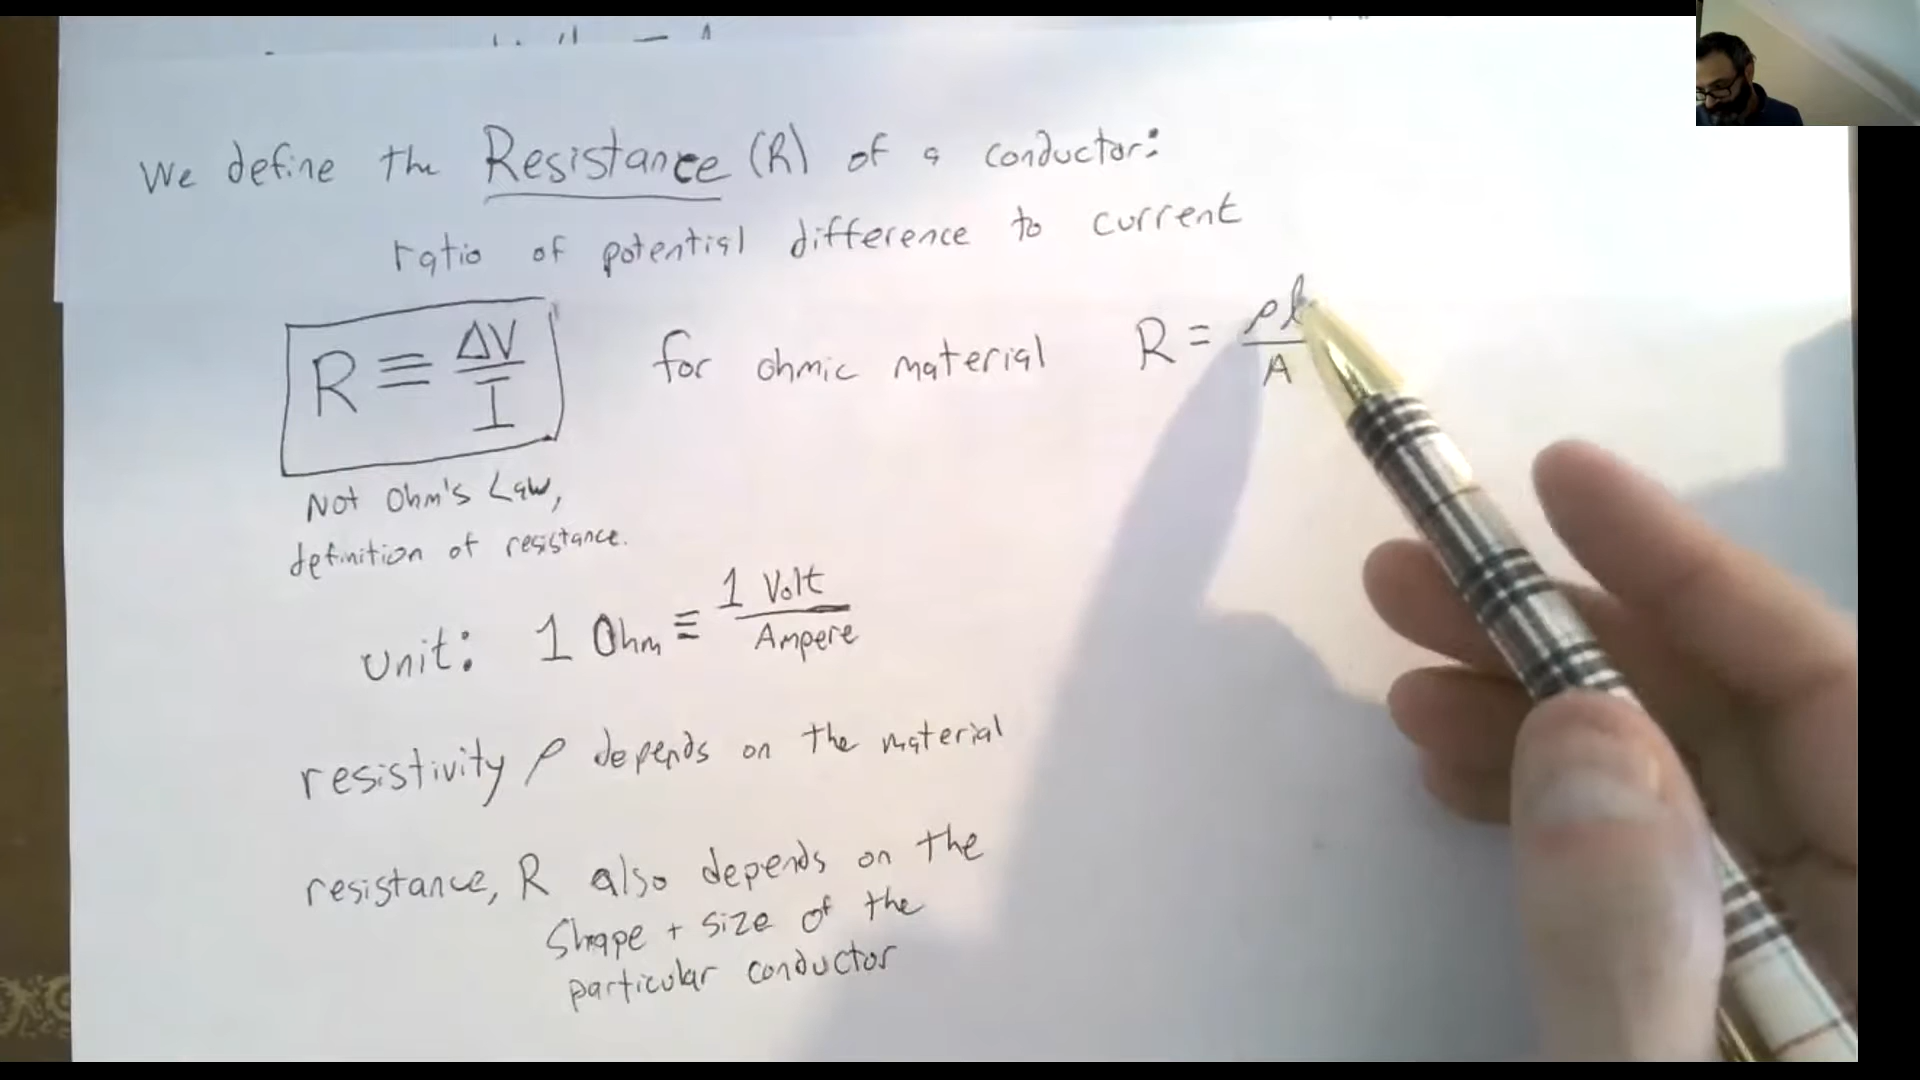 We define the Resistance (R) of a conductor:
ratio of potential difference to current
R ≡ ΔV/I for ohmic material R = ρℓ/A
Not Ohm's Law,
definition of resistance.
unit: 1 Ohm ≡ 1 Volt/Ampere
resistivity ρ depends on the material
resistance, R also depends on the
shape + size of the
particular conductor